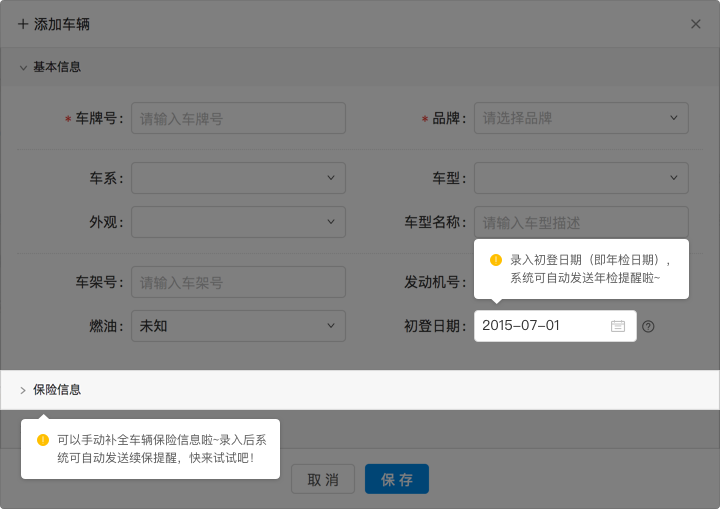 添加车辆
基本信息
* 车牌号: 请输入车牌号
* 品牌: 请选择品牌
车系:
车型:
外观:
车型名称: 请输入车型描述
车架号: 请输入车架号
发动机号
录入初登日期（即年检日期），
系统可自动发送年检提醒啦~
燃油: 未知
初登日期: 2015-07-01
保险信息
可以手动补全车辆保险信息啦~录入后系
统可自动发送续保提醒，快来试试吧！
取 消
保 存